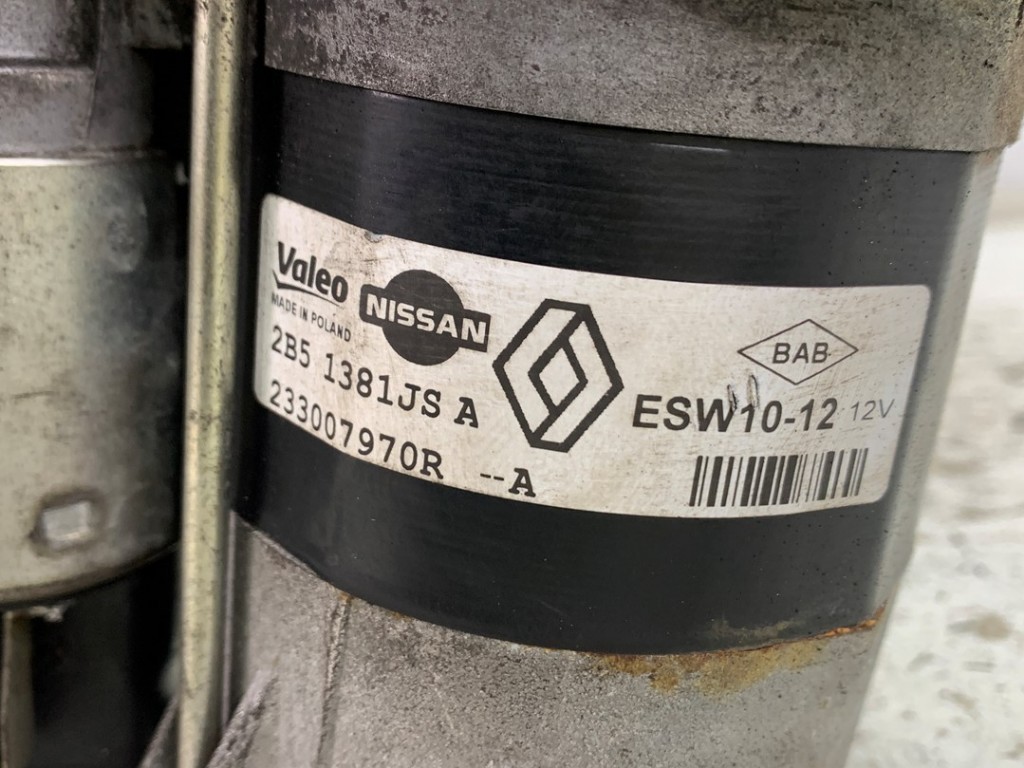 Valeo
MADE IN POLAND
NISSAN
2B5 1381JS A
233007970R --A
BAB
ESW10-12 12V